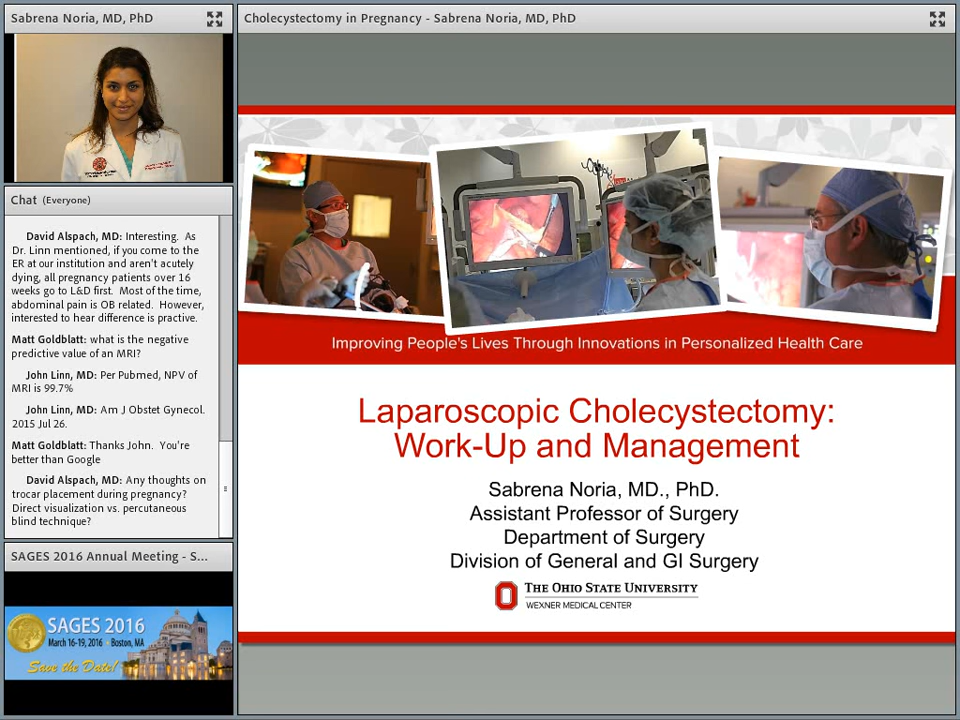 Sabrena Noria, MD, PhD
Cholecystectomy in Pregnancy - Sabrena Noria, MD, PhD
Chat (Everyone)
David Alspach, MD: Interesting. As
Dr. Linn mentioned, if you come to the
ER at our institution and aren't acutely
dying, all pregnancy patients over 16
weeks go to L&D first. Most of the time,
abdominal pain is OB related. However,
interested to hear difference is practive.
Matt Goldblatt: what is the negative
predictive value of an MRI?
John Linn, MD: Per Pubmed, NPV of
MRI is 99.7%
John Linn, MD: Am J Obstet Gynecol.
2015 Jul 26.
Matt Goldblatt: Thanks John. You're
better than Google
David Alspach, MD: Any thoughts on
trocar placement during pregnancy?
Direct visualization vs. percutaneous
blind technique?
SAGES 2016 Annual Meeting - S...
SAGES 2016
March 16-19, 2016 • Boston, MA
Save the Date!
Improving People's Lives Through Innovations in Personalized Health Care
Laparoscopic Cholecystectomy:
Work-Up and Management
Sabrena Noria, MD., PhD.
Assistant Professor of Surgery
Department of Surgery
Division of General and GI Surgery
THE OHIO STATE UNIVERSITY
WEXNER MEDICAL CENTER